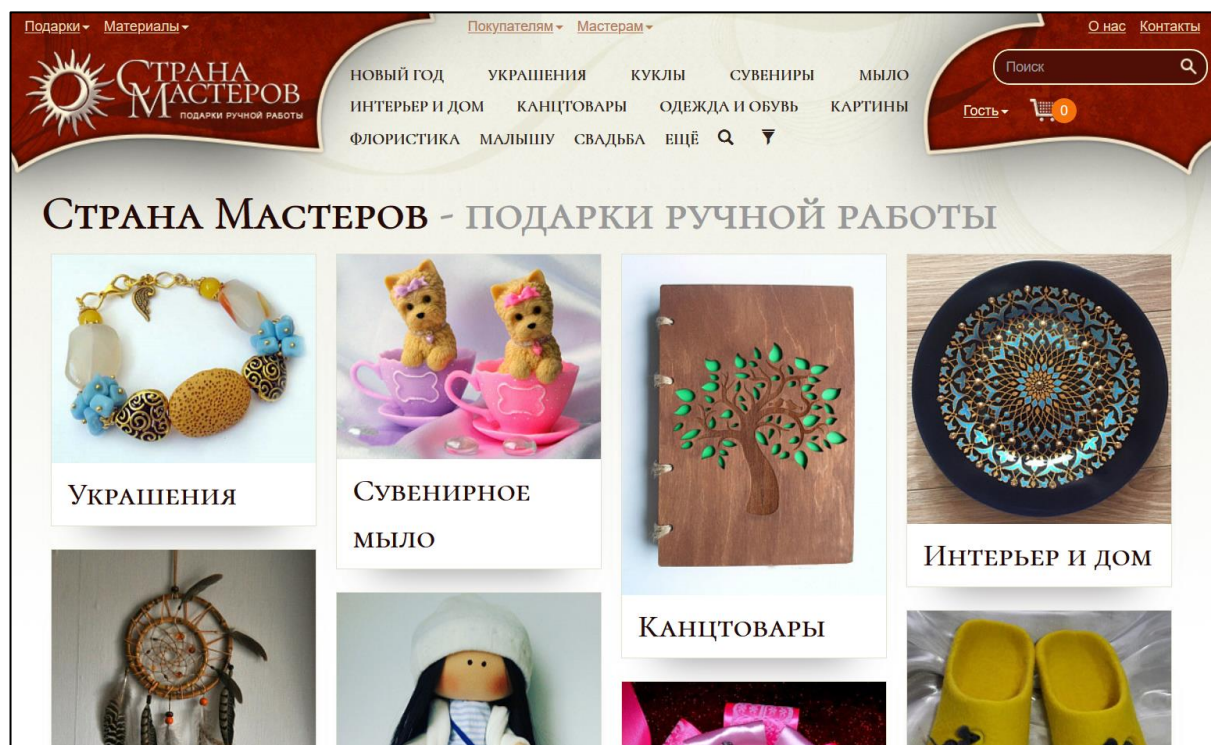 Подарки Материалы Покупателям Мастерам О нас Контакты
СТРАНА
МАСТЕРОВ
ПОДАРКИ РУЧНОЙ РАБОТЫ
НОВЫЙ ГОД УКРАШЕНИЯ КУКЛЫ СУВЕНИРЫ МЫЛО
ИНТЕРЬЕР И ДОМ КАНЦТОВАРЫ ОДЕЖДА И ОБУВЬ КАРТИНЫ
ФЛОРИСТИКА МАЛЫШУ СВАДЬБА ЕЩЁ
Поиск
Гость 0
Страна Мастеров - подарки ручной работы
Украшения
Сувенирное
мыло
Канцтовары
Интерьер и дом